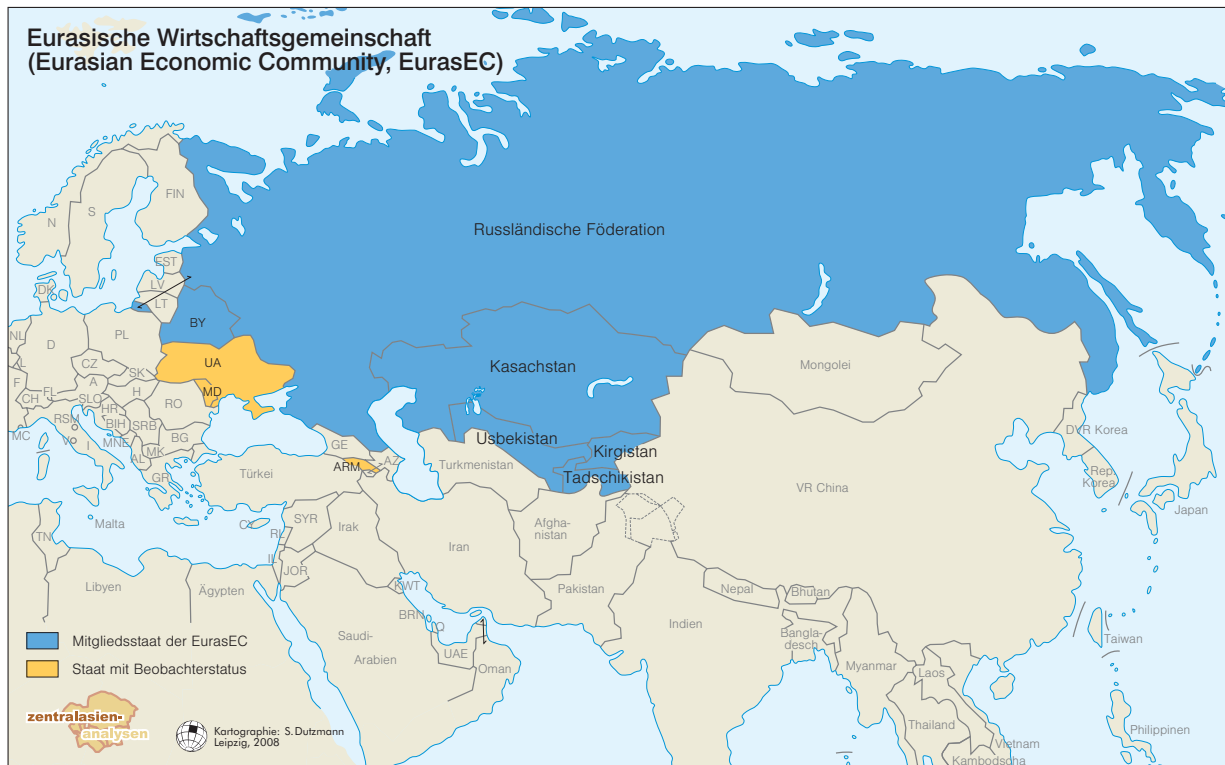 Eurasische Wirtschaftsgemeinschaft
(Eurasian Economic Community, EurasEC)
FIN
S
N
Russländische Föderation
EST
LV
DK
LT
BY
NL
D
PL
L
CZ
UA
Kasachstan
Mongolei
SK
F
A
FL
CH
SLO
H
MD
RO
HR
RSM
BIH
SRB
Usbekistan
DVR Korea
MC
V
I
MNE
BG
GE
Kirgistan
AL
MK
ARM
AZ
Turkmenistan
Rep.
Korea
GR
Türkei
Tadschikistan
VR China
Japan
Malta
CY
SYR
Irak
Afgha-
nistan
TN
RL
Iran
IL
JOR
Libyen
Ägypten
KWT
Pakistan
Nepal
Bhutan
BRN
Q
Indien
Bangla-
desch
Taiwan
Saudi-
Arabien
UAE
Oman
Myanmar
Laos
Mitgliedsstaat der EurasEC
Staat mit Beobachterstatus
Thailand
Philippinen
Vietnam
Kambodscha
zentralasien-
analysen
Kartographie: S. Dutzmann
Leipzig, 2008